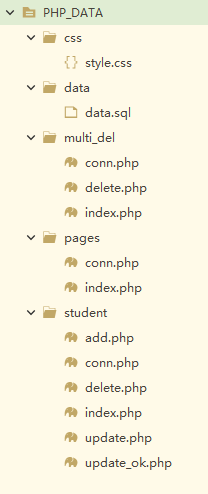 PHP_DATA
css
style.css
data
data.sql
multi_del
conn.php
delete.php
index.php
pages
conn.php
index.php
student
add.php
conn.php
delete.php
index.php
update.php
update_ok.php